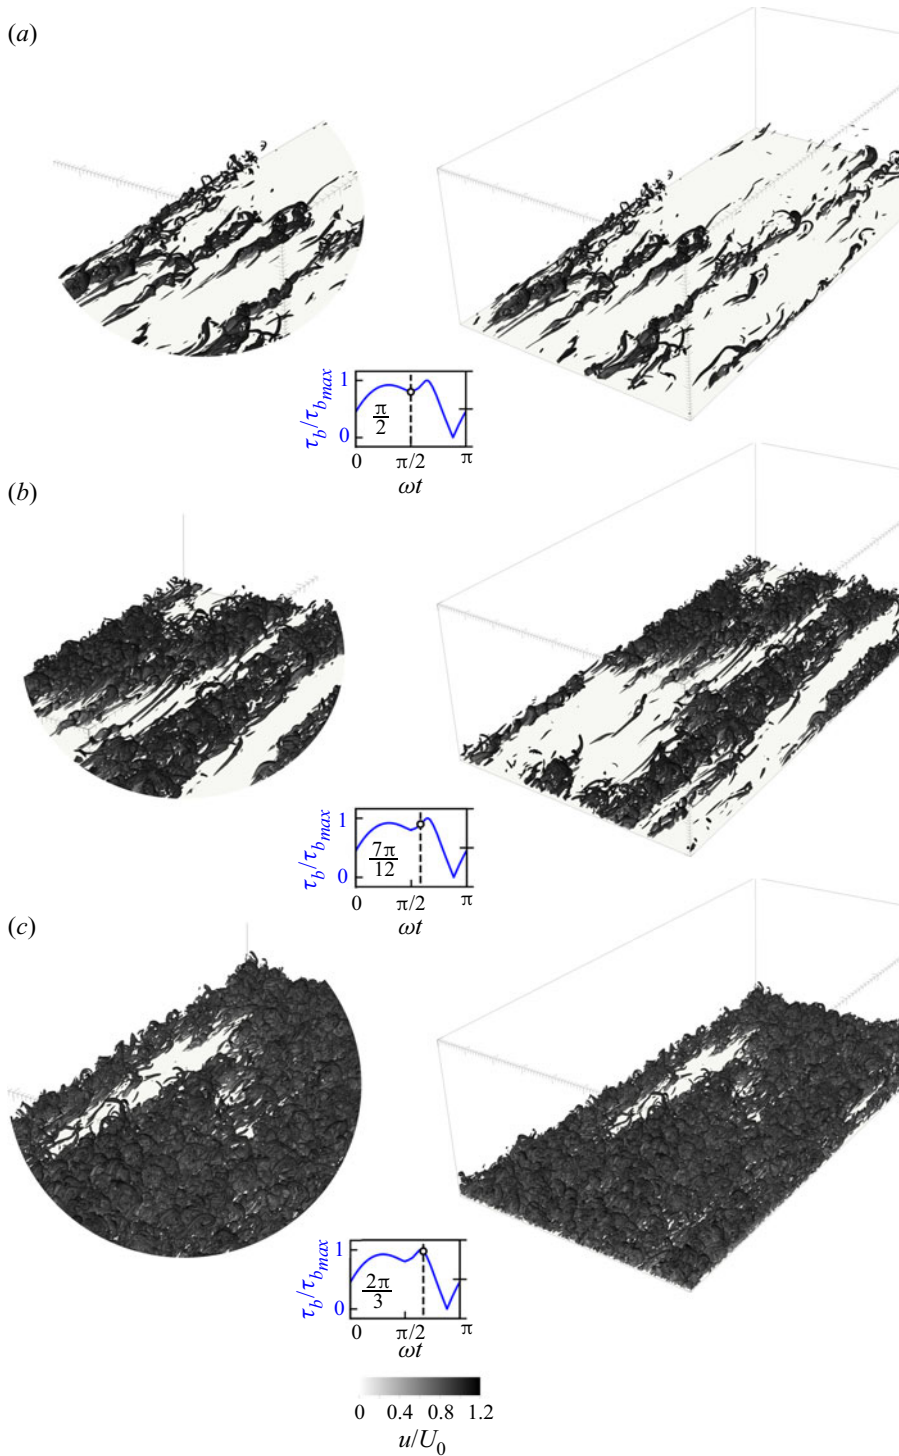 (a)
1
τb/τbmax
π/2
0
0 π/2 π
ωt
(b)
1
τb/τbmax
7π/12
0
0 π/2 π
ωt
(c)
1
τb/τbmax
2π/3
0
0 π/2 π
ωt
0 0.4 0.8 1.2
u/U0